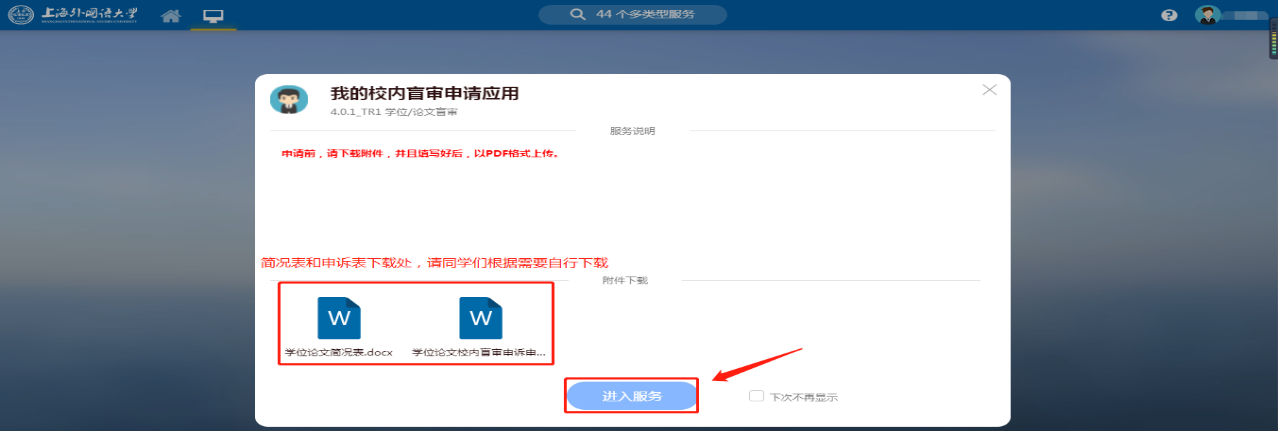 上海外国语大学
44 个多类型服务
我的校内盲审申请应用
4.0.1_TR1 学位/论文盲审
服务说明
申请前，请下载附件，并且填写好后，以PDF格式上传。
简况表和申诉表下载处，请同学们根据需要自行下载
附件下载
W
W
学位论文简况表.docx
学位论文校内盲审申诉申...
进入服务
下次不再显示